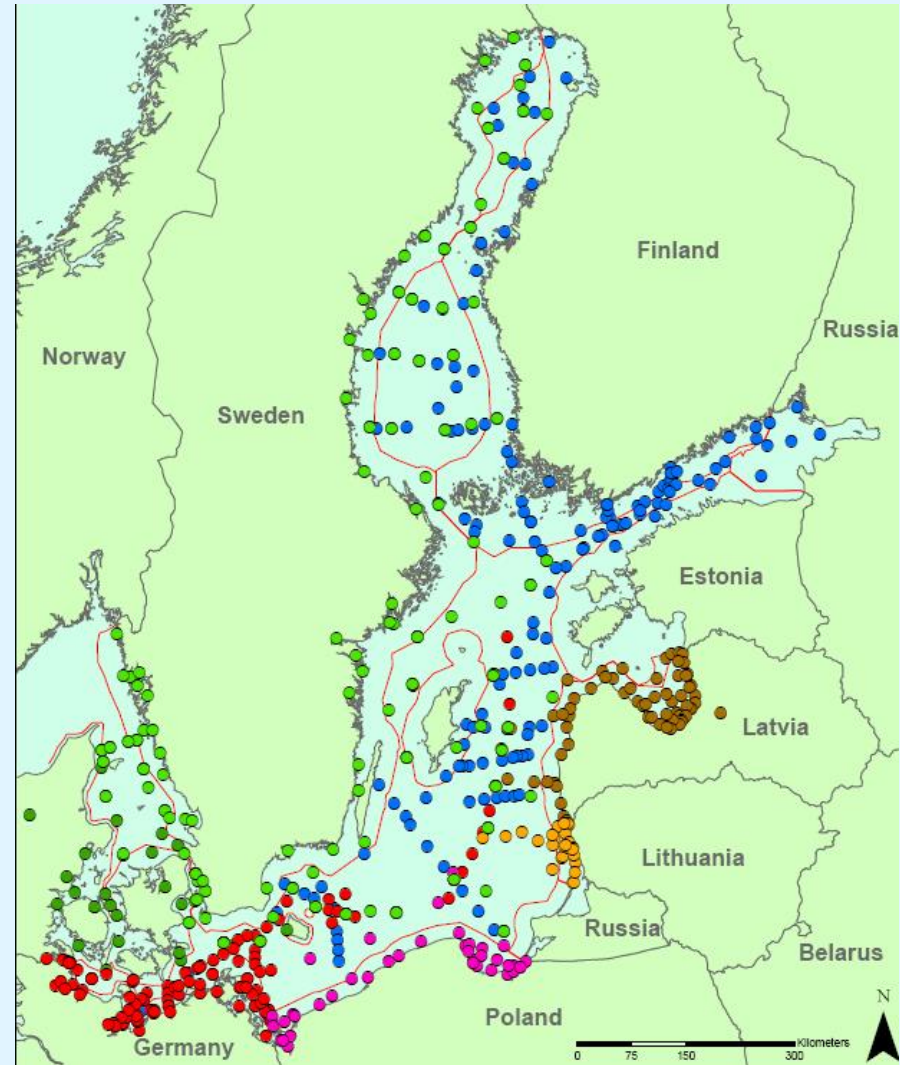 Finland
Russia
Norway
Sweden
Estonia
Latvia
Lithuania
Russia
Belarus
N
Poland
Germany
Kilometers
0 75 150 300